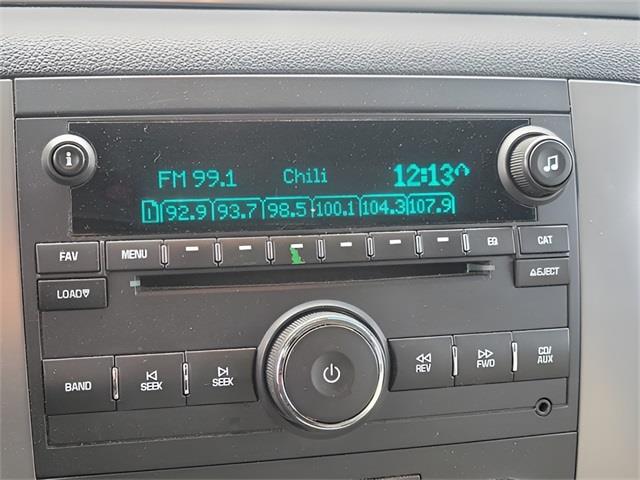 i
FM 99.1 Chili 12:13
1 92.9 93.7 98.5 100.1 104.3 107.9
FAV MENU EQ CAT
LOAD EJECT
BAND SEEK SEEK REV FWD CD/AUX